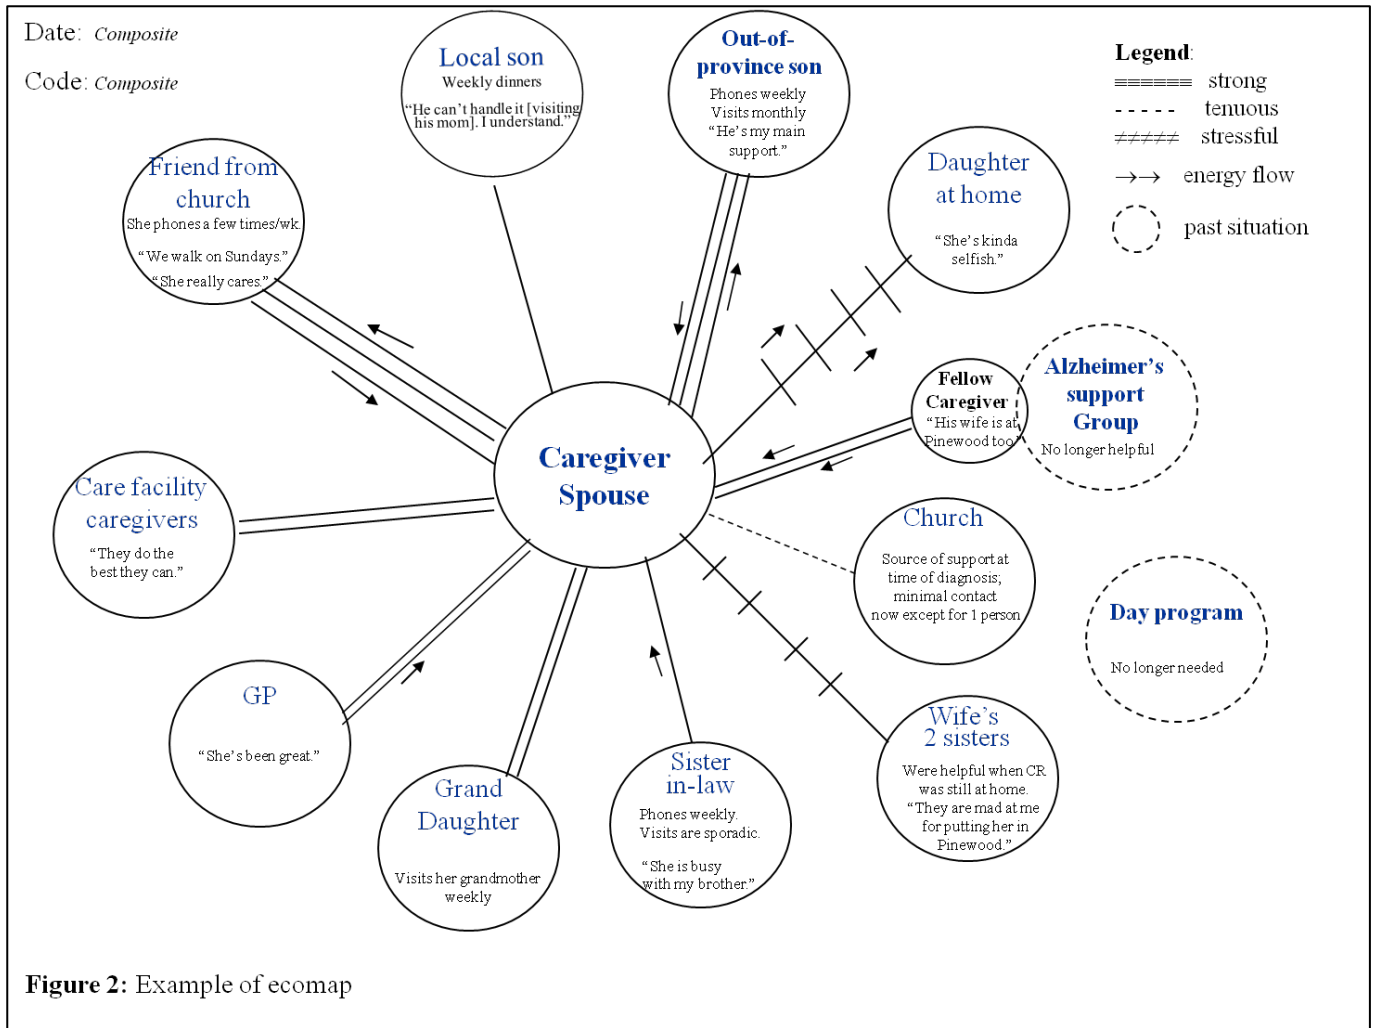 Date: Composite
Code: Composite
Local son
Weekly dinners
“He can’t handle it [visiting
his mom]. I understand.”
Out-of-
province son
Phones weekly
Visits monthly
“He’s my main
support.”
Legend:
strong
tenuous
stressful
energy flow
past situation
Friend from
church
She phones a few times/wk.
“We walk on Sundays.”
“She really cares.”
Daughter
at home
“She’s kinda
selfish.”
Fellow
Caregiver
“His wife is at
Pinewood too”
Alzheimer’s
support
Group
No longer helpful
Caregiver
Spouse
Care facility
caregivers
“They do the
best they can.”
Church
Source of support at
time of diagnosis;
minimal contact
now except for 1 person
Day program
No longer needed
GP
“She’s been great.”
Grand
Daughter
Visits her grandmother
weekly
Sister
in-law
Phones weekly.
Visits are sporadic.
“She is busy
with my brother.”
Wife’s
2 sisters
Were helpful when CR
was still at home.
“They are mad at me
for putting her in
Pinewood.”
Figure 2: Example of ecomap